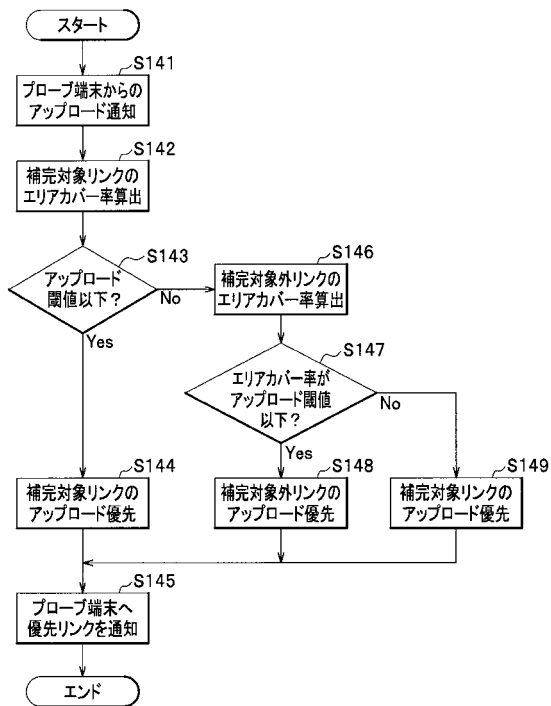 スタート
S141
プローブ端末からの
アップロード通知
S142
補完対象リンクの
エリアカバー率算出
S143
アップロード
閾値以下？
No
Yes
S146
補完対象外リンクの
エリアカバー率算出
S147
エリアカバー率が
アップロード閾値
以下？
No
Yes
S144
補完対象リンクの
アップロード優先
S148
補完対象外リンクの
アップロード優先
S149
補完対象リンクの
アップロード優先
S145
プローブ端末へ
優先リンクを通知
エンド